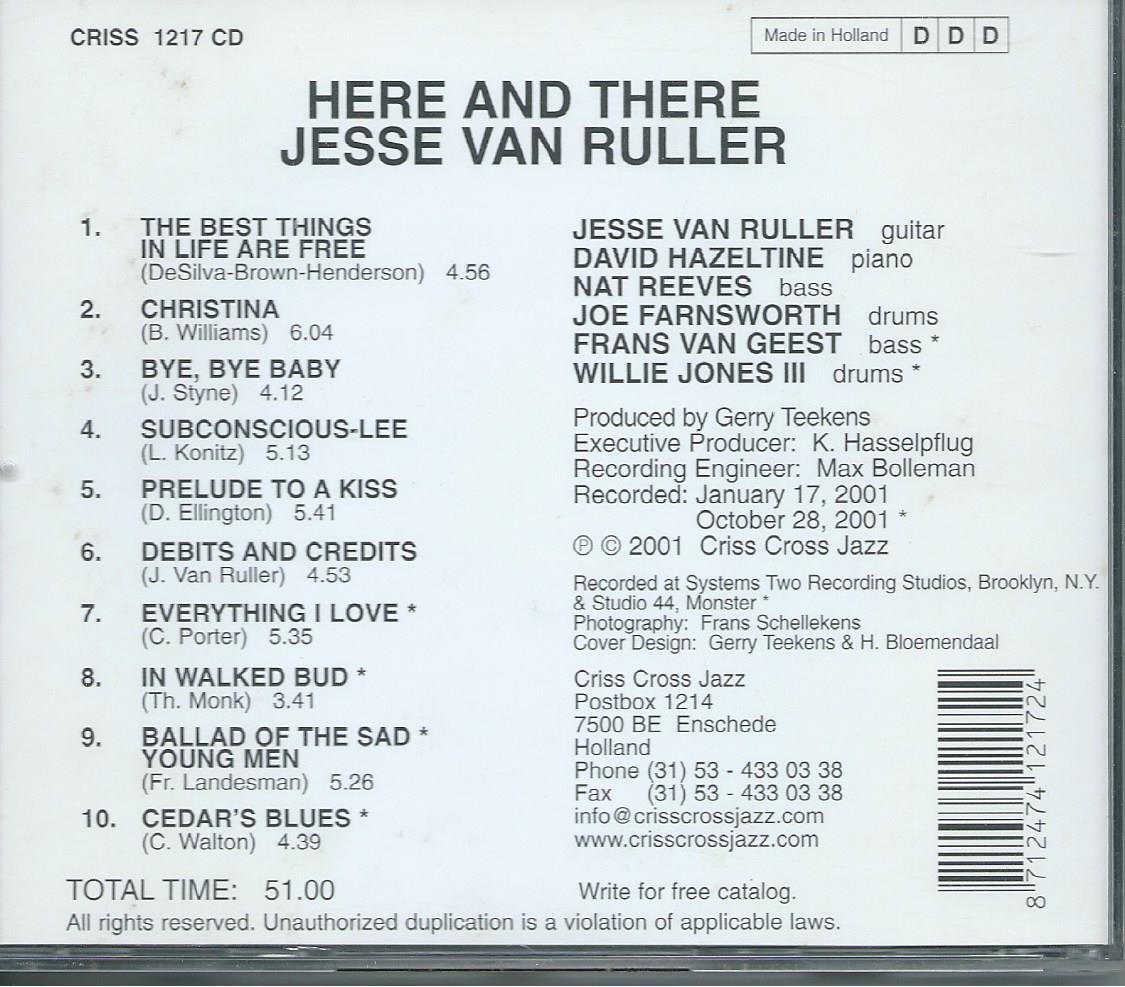 CRISS 1217 CD
Made in Holland D D D
HERE AND THERE
JESSE VAN RULLER
1. THE BEST THINGS
IN LIFE ARE FREE
(DeSilva-Brown-Henderson) 4.56
2. CHRISTINA
(B. Williams) 6.04
3. BYE, BYE BABY
(J. Styne) 4.12
4. SUBCONSCIOUS-LEE
(L. Konitz) 5.13
5. PRELUDE TO A KISS
(D. Ellington) 5.41
6. DEBITS AND CREDITS
(J. Van Ruller) 4.53
7. EVERYTHING I LOVE *
(C. Porter) 5.35
8. IN WALKED BUD *
(Th. Monk) 3.41
9. BALLAD OF THE SAD *
YOUNG MEN
(Fr. Landesman) 5.26
10. CEDAR'S BLUES *
(C. Walton) 4.39
TOTAL TIME: 51.00
JESSE VAN RULLER guitar
DAVID HAZELTINE piano
NAT REEVES bass
JOE FARNSWORTH drums
FRANS VAN GEEST bass *
WILLIE JONES III drums *
Produced by Gerry Teekens
Executive Producer: K. Hasselpflug
Recording Engineer: Max Bolleman
Recorded: January 17, 2001
October 28, 2001 *
℗ © 2001 Criss Cross Jazz
Recorded at Systems Two Recording Studios, Brooklyn, N.Y.
& Studio 44, Monster *
Photography: Frans Schellekens
Cover Design: Gerry Teekens & H. Bloemendaal
Criss Cross Jazz
Postbox 1214
7500 BE Enschede
Holland
Phone (31) 53 - 433 03 38
Fax (31) 53 - 433 03 38
info@crisscrossjazz.com
www.crisscrossjazz.com
8 712474 121724
Write for free catalog.
All rights reserved. Unauthorized duplication is a violation of applicable laws.